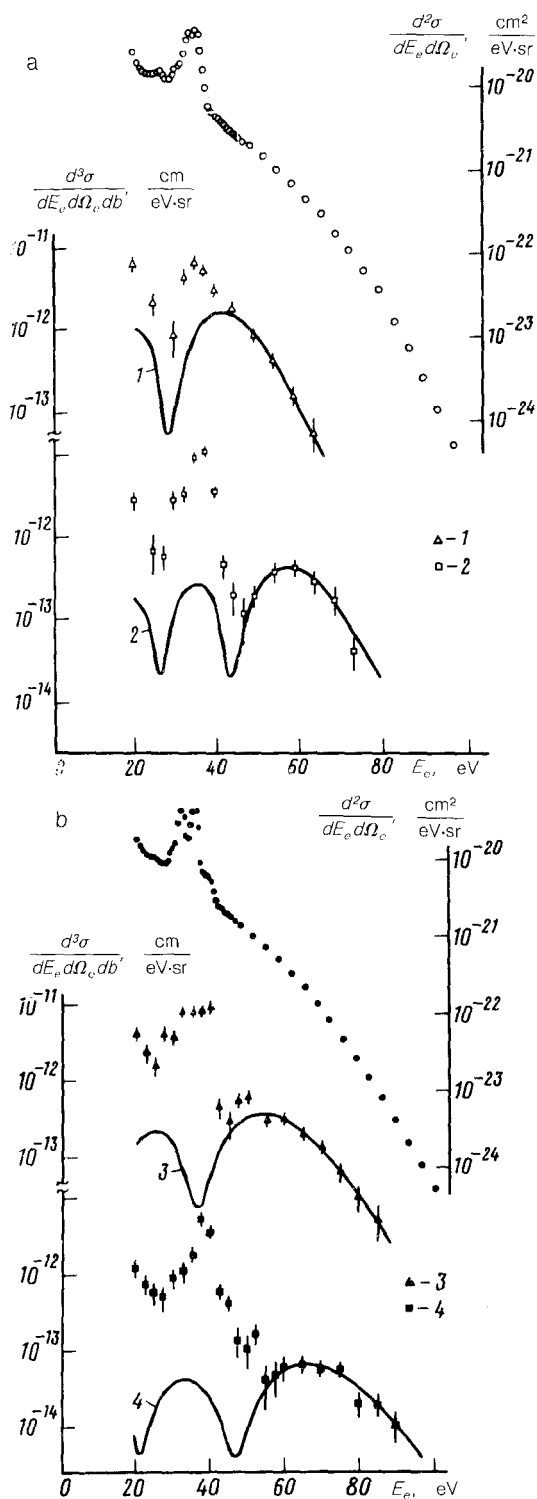 a
d²σ
dE_e dΩ_e,
cm²
eV·sr
10⁻²⁰
10⁻²¹
10⁻²²
10⁻²³
10⁻²⁴
d³σ
dE_e dΩ_e db,
cm
eV·sr
10⁻¹¹
10⁻¹²
10⁻¹³
1
10⁻¹²
10⁻¹³
10⁻¹⁴
2
△-1
□-2
0 20 40 60 80 E_e, eV
b
d²σ
dE_e dΩ_e,
cm²
eV·sr
10⁻²⁰
10⁻²¹
10⁻²²
10⁻²³
10⁻²⁴
d³σ
dE_e dΩ_e db,
cm
eV·sr
10⁻¹¹
10⁻¹²
10⁻¹³
3
10⁻¹²
10⁻¹³
10⁻¹⁴
4
▲-3
■-4
0 20 40 60 80 E_e, eV